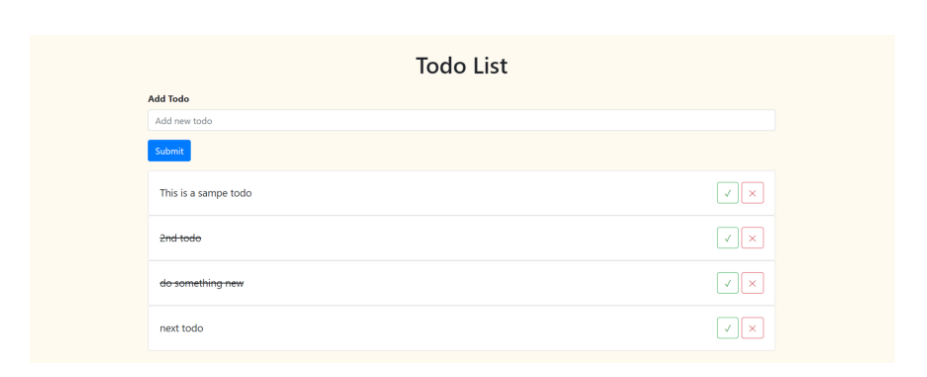 Todo List
Add Todo
Add new todo
Submit
This is a sampe todo
2nd todo
do something new
next todo